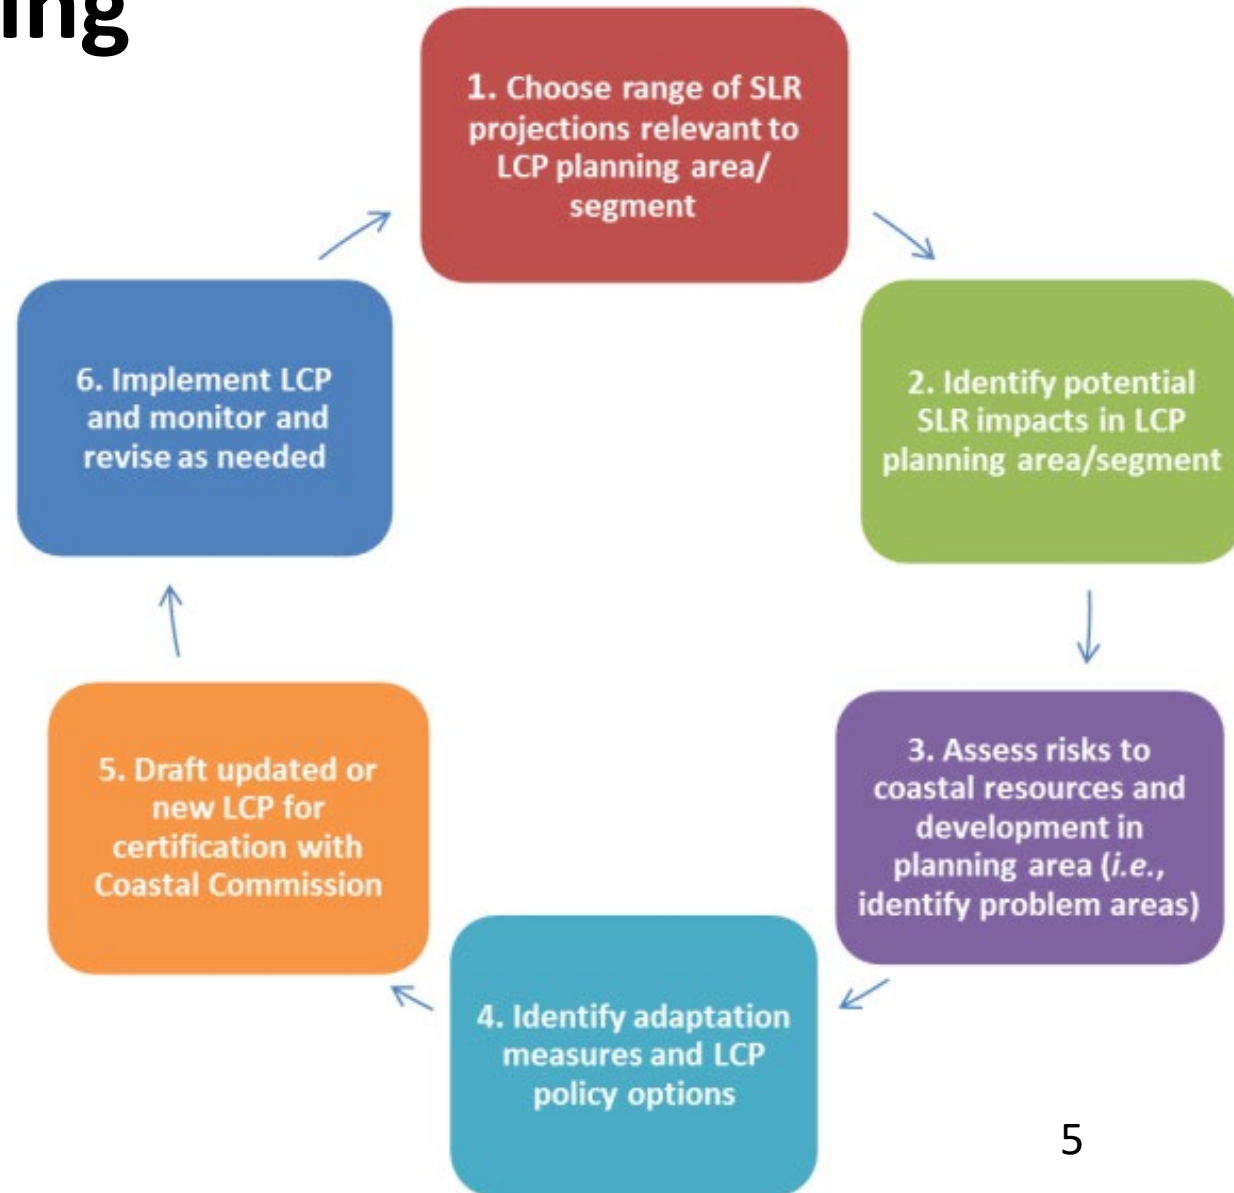 ing
1. Choose range of SLR
projections relevant to
LCP planning area/
segment
2. Identify potential
SLR impacts in LCP
planning area/segment
3. Assess risks to
coastal resources and
development in
planning area (i.e.,
identify problem areas)
4. Identify adaptation
measures and LCP
policy options
5. Draft updated or
new LCP for
certification with
Coastal Commission
6. Implement LCP
and monitor and
revise as needed
5